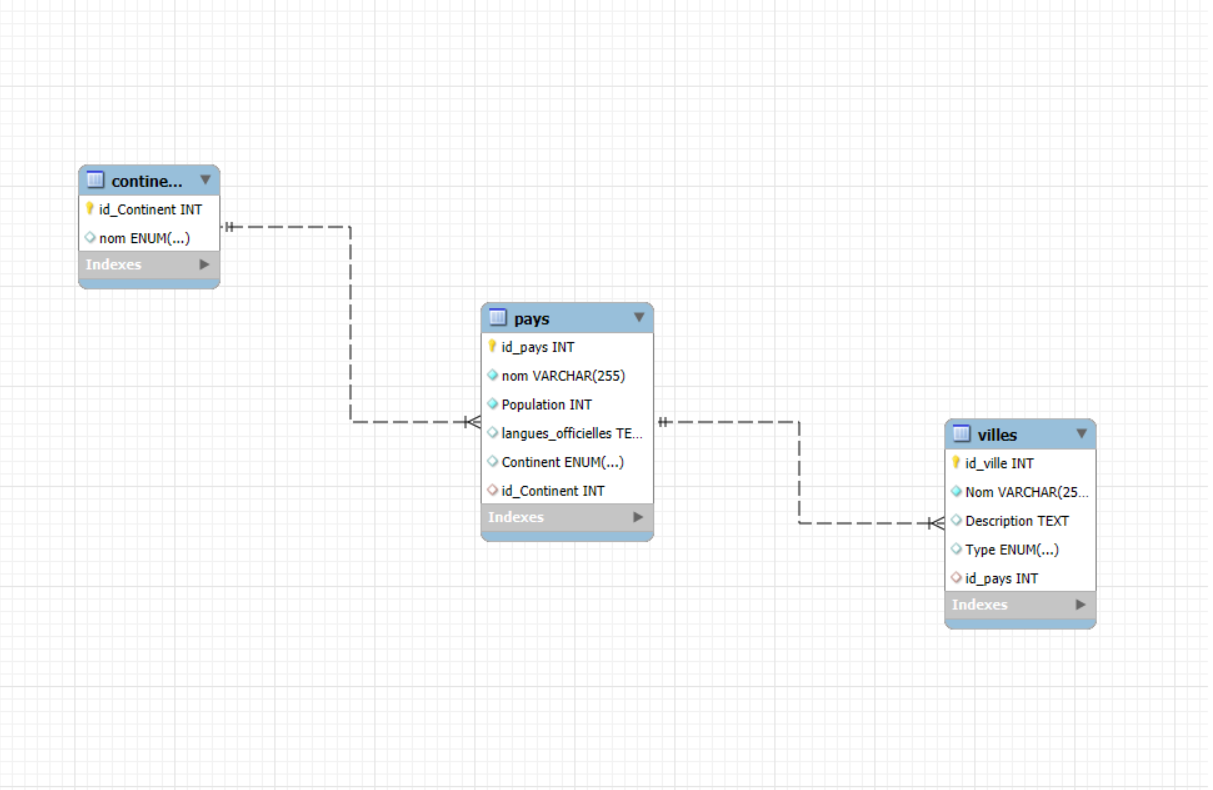 contine...
id_Continent INT
nom ENUM(...)
Indexes
pays
id_pays INT
nom VARCHAR(255)
Population INT
langues_officielles TE...
Continent ENUM(...)
id_Continent INT
Indexes
villes
id_ville INT
Nom VARCHAR(25...
Description TEXT
Type ENUM(...)
id_pays INT
Indexes